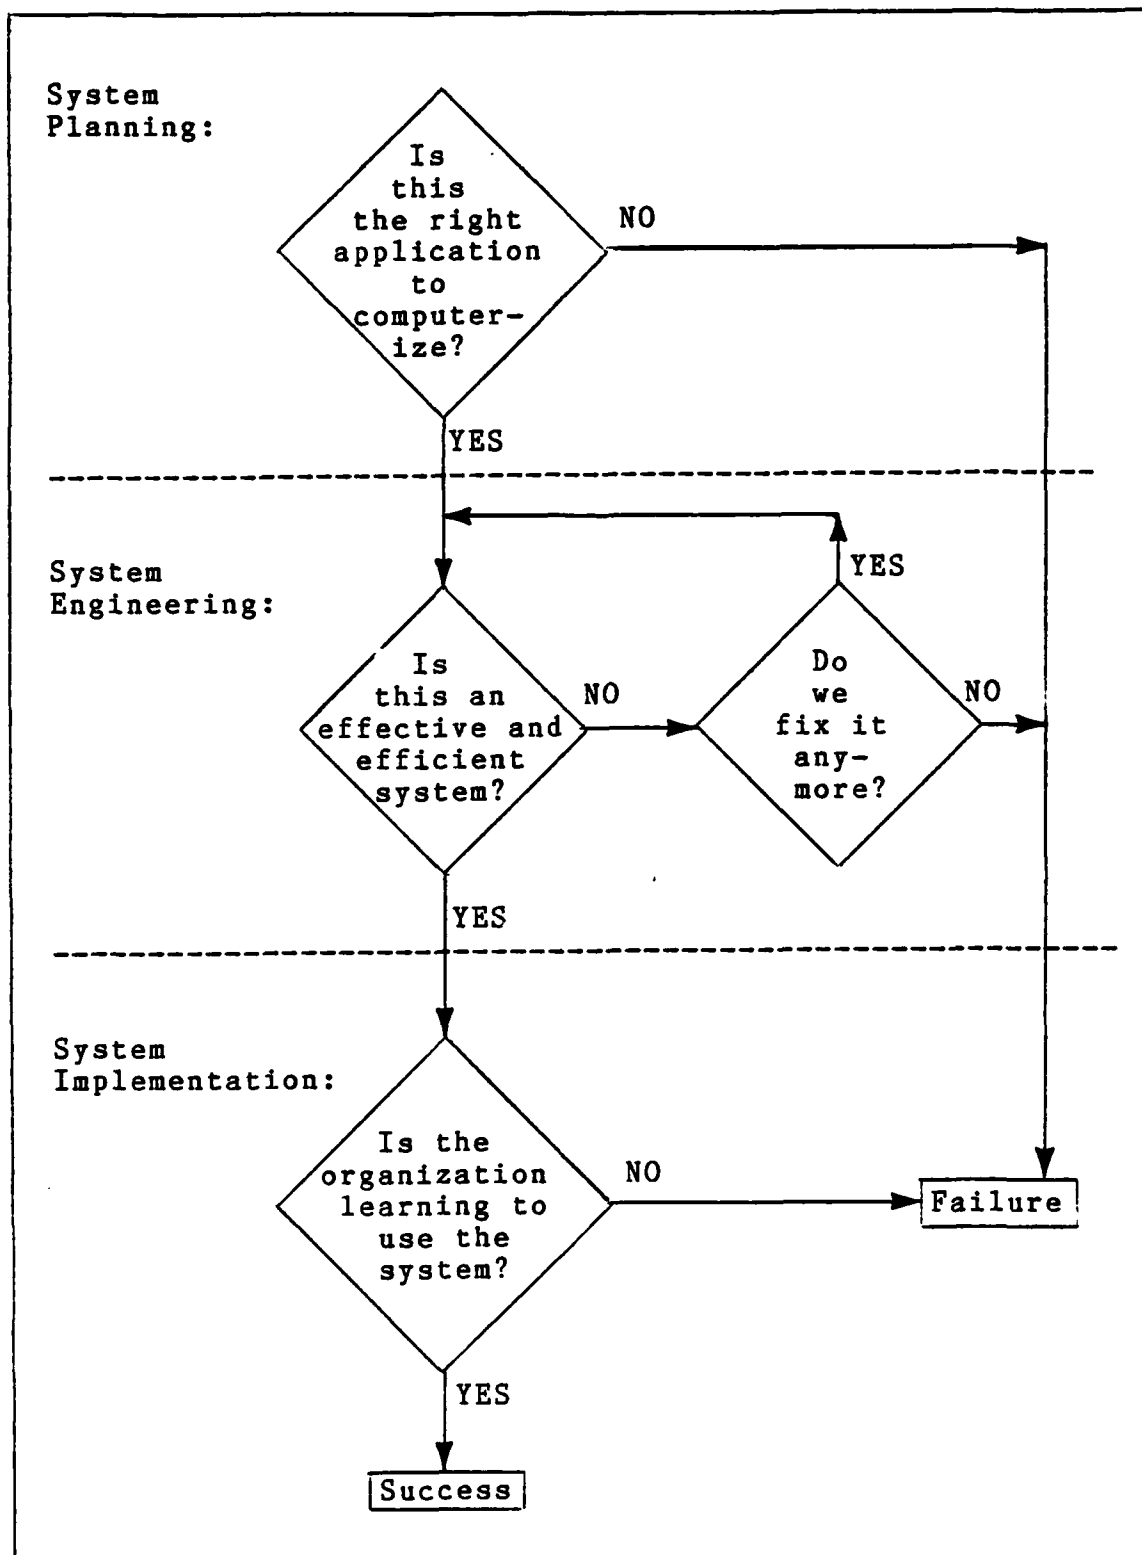 System
Planning:
Is
this
the right
application
to
computer-
ize?
NO
YES
System
Engineering:
Is
this an
effective and
efficient
system?
NO
Do
we
fix it
any-
more?
YES
NO
YES
System
Implementation:
Is the
organization
learning to
use the
system?
NO
Failure
YES
Success